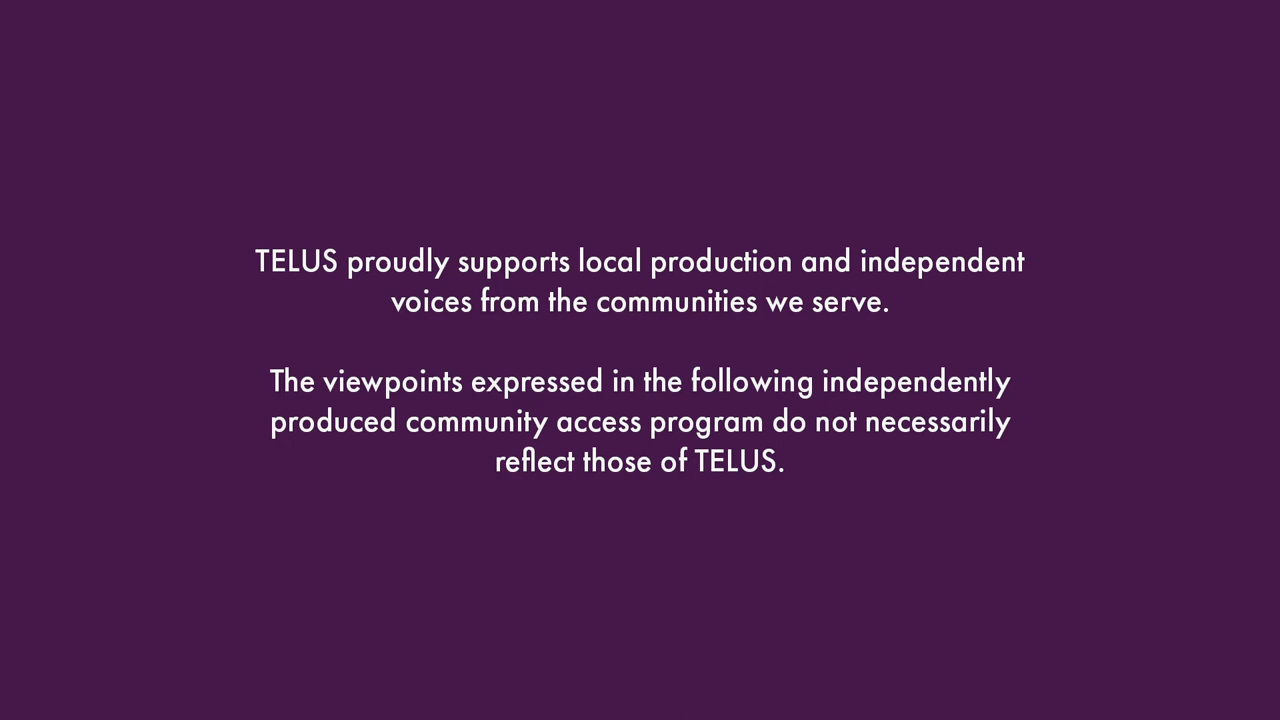 TELUS proudly supports local production and independent
voices from the communities we serve.
The viewpoints expressed in the following independently
produced community access program do not necessarily
reflect those of TELUS.